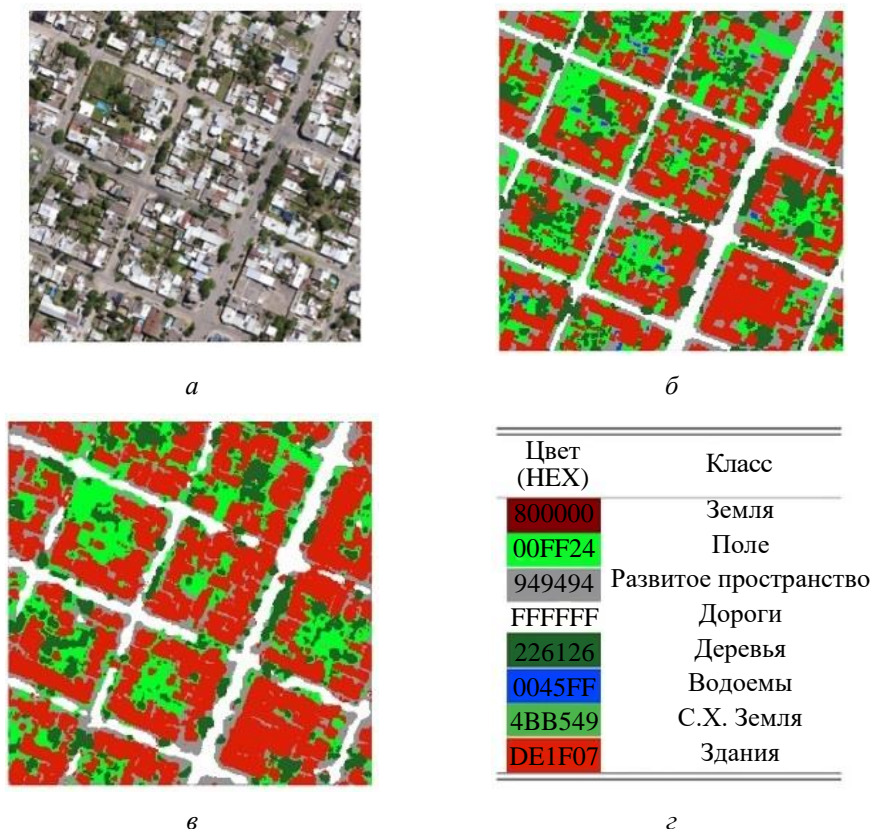 а
б
Цвет
(HEX)
Класс
800000
Земля
00FF24
Поле
949494
Развитое пространство
FFFFFF
Дороги
226126
Деревья
0045FF
Водоемы
4BB549
С.Х. Земля
DE1F07
Здания
в
г